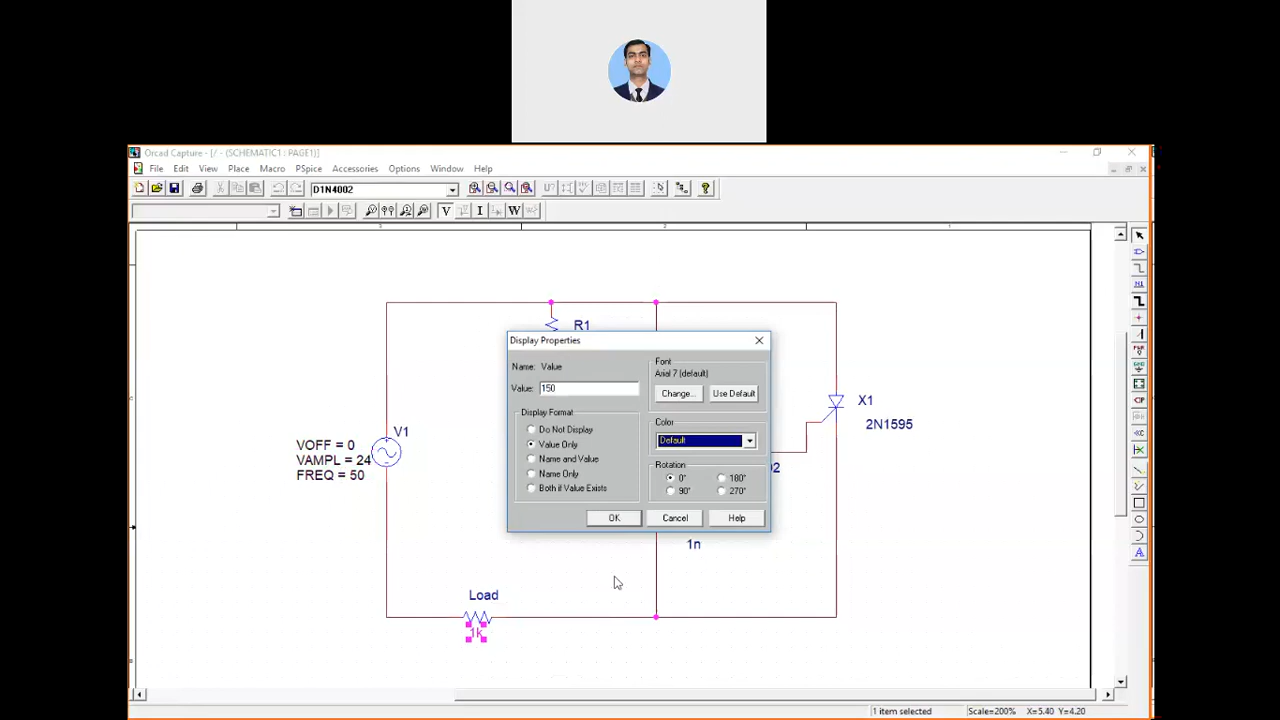 Orcad Capture - [/ - (SCHEMATIC1 : PAGE1)]
File Edit View Place Macro PSpice Accessories Options Window Help
D1N4002
V I W
R1
Display Properties
Name: Value
Value: 150
Display Format
Do Not Display
Value Only
Name and Value
Name Only
Both if Value Exists
Font
Arial 7 (default)
Change... Use Default
Color
Default
Rotation
0° 180°
90° 270°
OK Cancel Help
V1
VOFF = 0
VAMPL = 24
FREQ = 50
X1
2N1595
1n
Load
1k
1 item selected Scale=200% X=5.40 Y=4.20